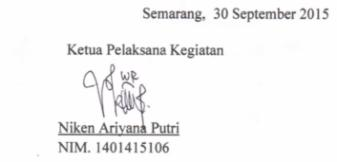 Semarang, 30 September 2015
Ketua Pelaksana Kegiatan
Niken Ariyana Putri
NIM. 1401415106